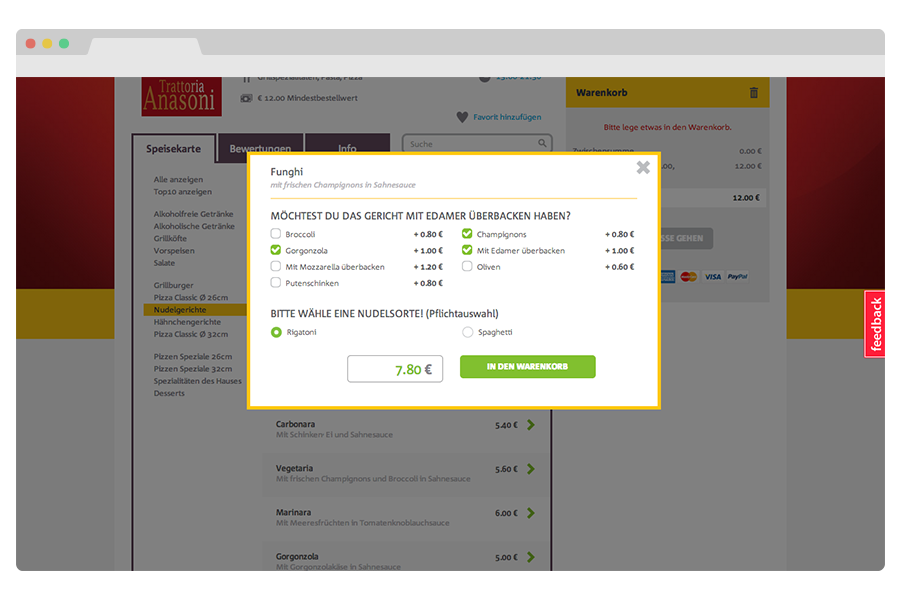 Trattoria
Anasoni
Grillspezialitäten, Pasta, Pizza
€ 12.00 Mindestbestellwert
Favorit hinzufügen
Warenkorb
Bitte lege etwas in den Warenkorb.
Zwischensumme 0.00 €
12.00 €
12.00 €
SSE GEHEN
VISA PayPal
Speisekarte Bewertungen Info
Suche
Alle anzeigen
Top10 anzeigen
Alkoholfreie Getränke
Alkoholische Getränke
Grillköfte
Vorspeisen
Salate
Grillburger
Pizza Classic Ø 26cm
Nudelgerichte
Hähnchengerichte
Pizza Classic Ø 32cm
Pizzen Speziale 26cm
Pizzen Speziale 32cm
Spezialitäten des Hauses
Desserts
Funghi
mit frischen Champignons in Sahnesauce
MÖCHTEST DU DAS GERICHT MIT EDAMER ÜBERBACKEN HABEN?
Broccoli + 0.80 € Champignons + 0.80 €
Gorgonzola + 1.00 € Mit Edamer überbacken + 1.00 €
Mit Mozzarella überbacken + 1.20 € Oliven + 0.60 €
Putenschinken + 0.80 €
BITTE WÄHLE EINE NUDELSORTE! (Pflichtauswahl)
Rigatoni Spaghetti
7.80 € IN DEN WARENKORB
Carbonara 5.40 €
Mit Schinken- Ei und Sahnesauce
Vegetaria 5.60 €
Mit frischen Champignons und Broccoli in Sahnesauce
Marinara 6.00 €
Mit Meeresfrüchten in Tomatenknoblauchsauce
Gorgonzola 5.00 €
Mit Gorgonzolakäse in Sahnesauce
feedback